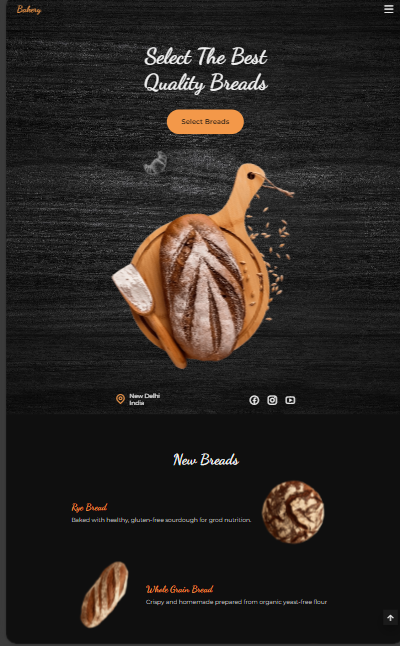 Bakery
Select The Best
Quality Breads
Select Breads
New Delhi
India
New Breads
Rye Bread
Baked with healthy, gluten-free sourdough for grod nutrition.
Whole Grain Bread
Crispy and homemade prepared from organic yeast-free flour